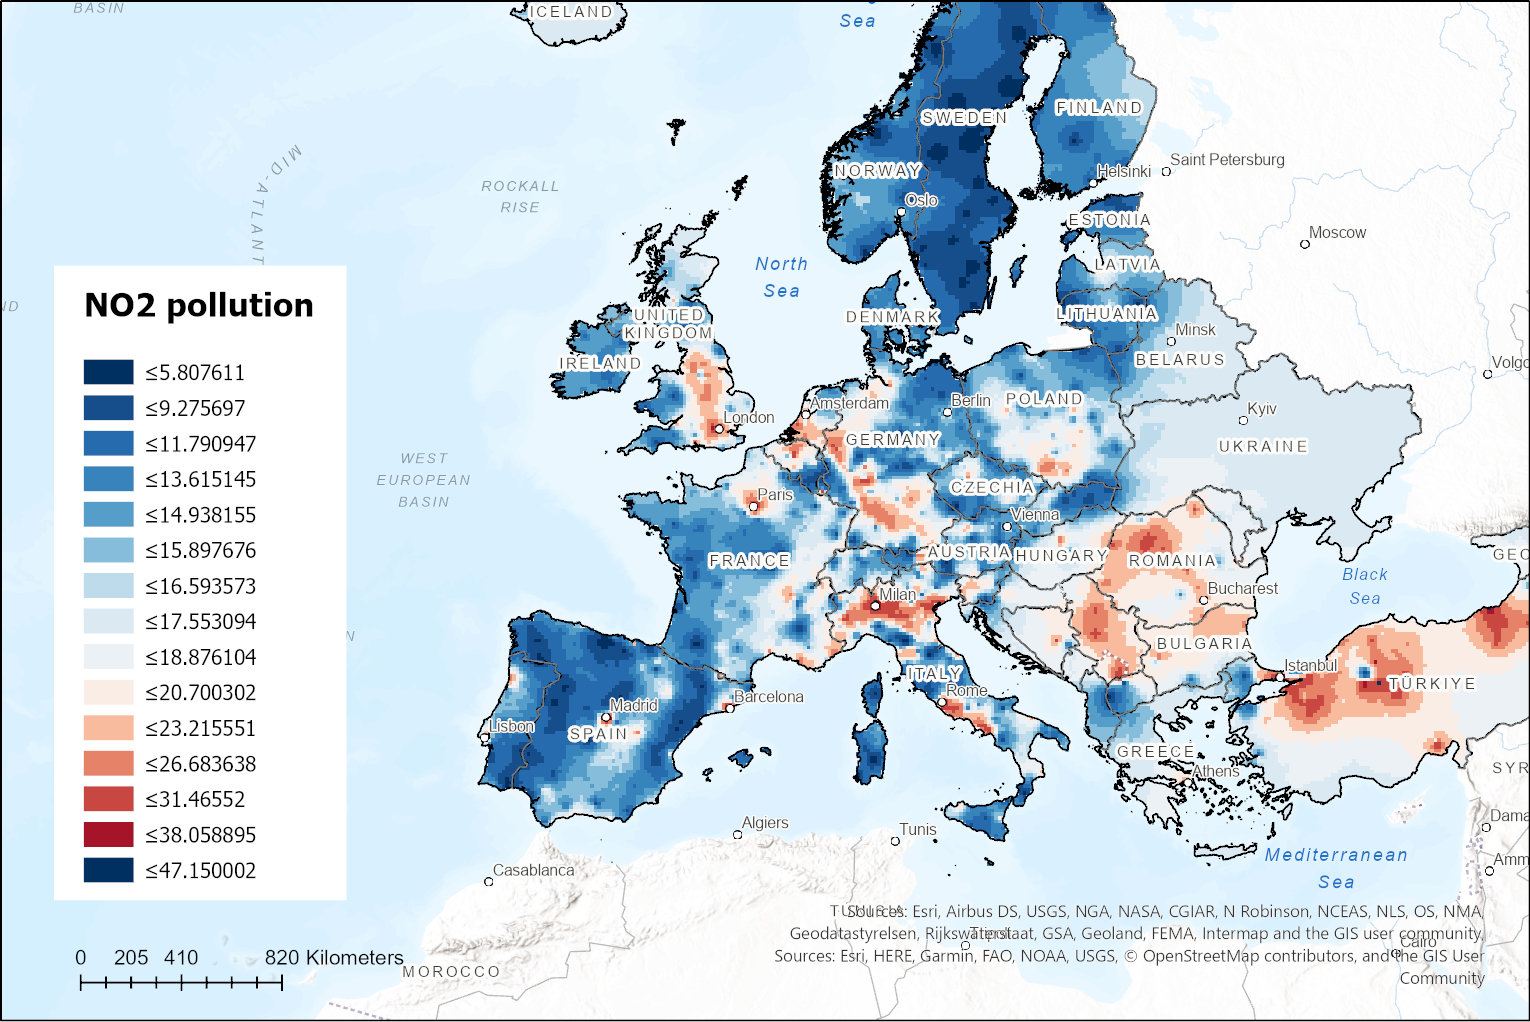 BASIN
ICELAND
Sea
FINLAND
SWEDEN
MID-ATLANT
Saint Petersburg
Helsinki
NORWAY
ROCKALL
RISE
Oslo
ESTONIA
Moscow
North
Sea
LATVIA
NO2 pollution
ND
UNITED
KINGDOM
DENMARK
LITHUANIA
Minsk
BELARUS
IRELAND
Volgo
≤5.807611
≤9.275697
≤11.790947
≤13.615145
≤14.938155
≤15.897676
≤16.593573
≤17.553094
≤18.876104
≤20.700302
≤23.215551
≤26.683638
≤31.46552
≤38.058895
≤47.150002
Amsterdam
Berlin
POLAND
London
Kyiv
GERMANY
UKRAINE
WEST
EUROPEAN
BASIN
CZECHIA
Paris
Vienna
FRANCE
AUSTRIA
HUNGARY
ROMANIA
GEO
Black
Sea
Milan
Bucharest
N
BULGARIA
ITALY
Istanbul
TÜRKIYE
Rome
Barcelona
Madrid
Lisbon
SPAIN
GREECE
Athens
SYR
Algiers
Tunis
Dama
Mediterranean
Sea
Casablanca
Amm
TUNISIA
Sources: Esri, Airbus DS, USGS, NGA, NASA, CGIAR, N Robinson, NCEAS, NLS, OS, NMA,
Geodatastyrelsen, Rijkswaterstaat, GSA, Geoland, FEMA, Intermap and the GIS user community,
Sources: Esri, HERE, Garmin, FAO, NOAA, USGS, © OpenStreetMap contributors, and the GIS User
Community
Cairo
0 205 410 820 Kilometers
MOROCCO